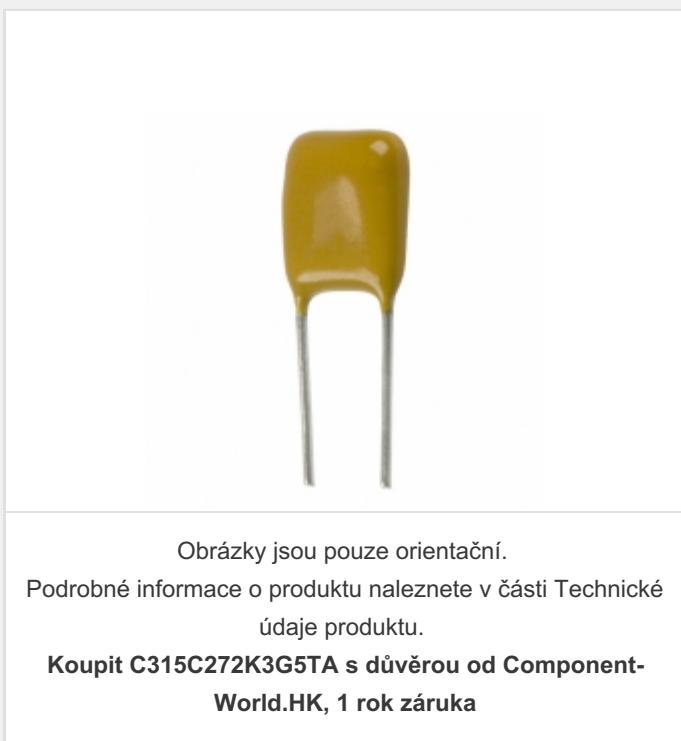 Obrázky jsou pouze orientační.
Podrobné informace o produktu naleznete v části Technické
údaje produktu.
Koupit C315C272K3G5TA s důvěrou od Component-
World.HK, 1 rok záruka